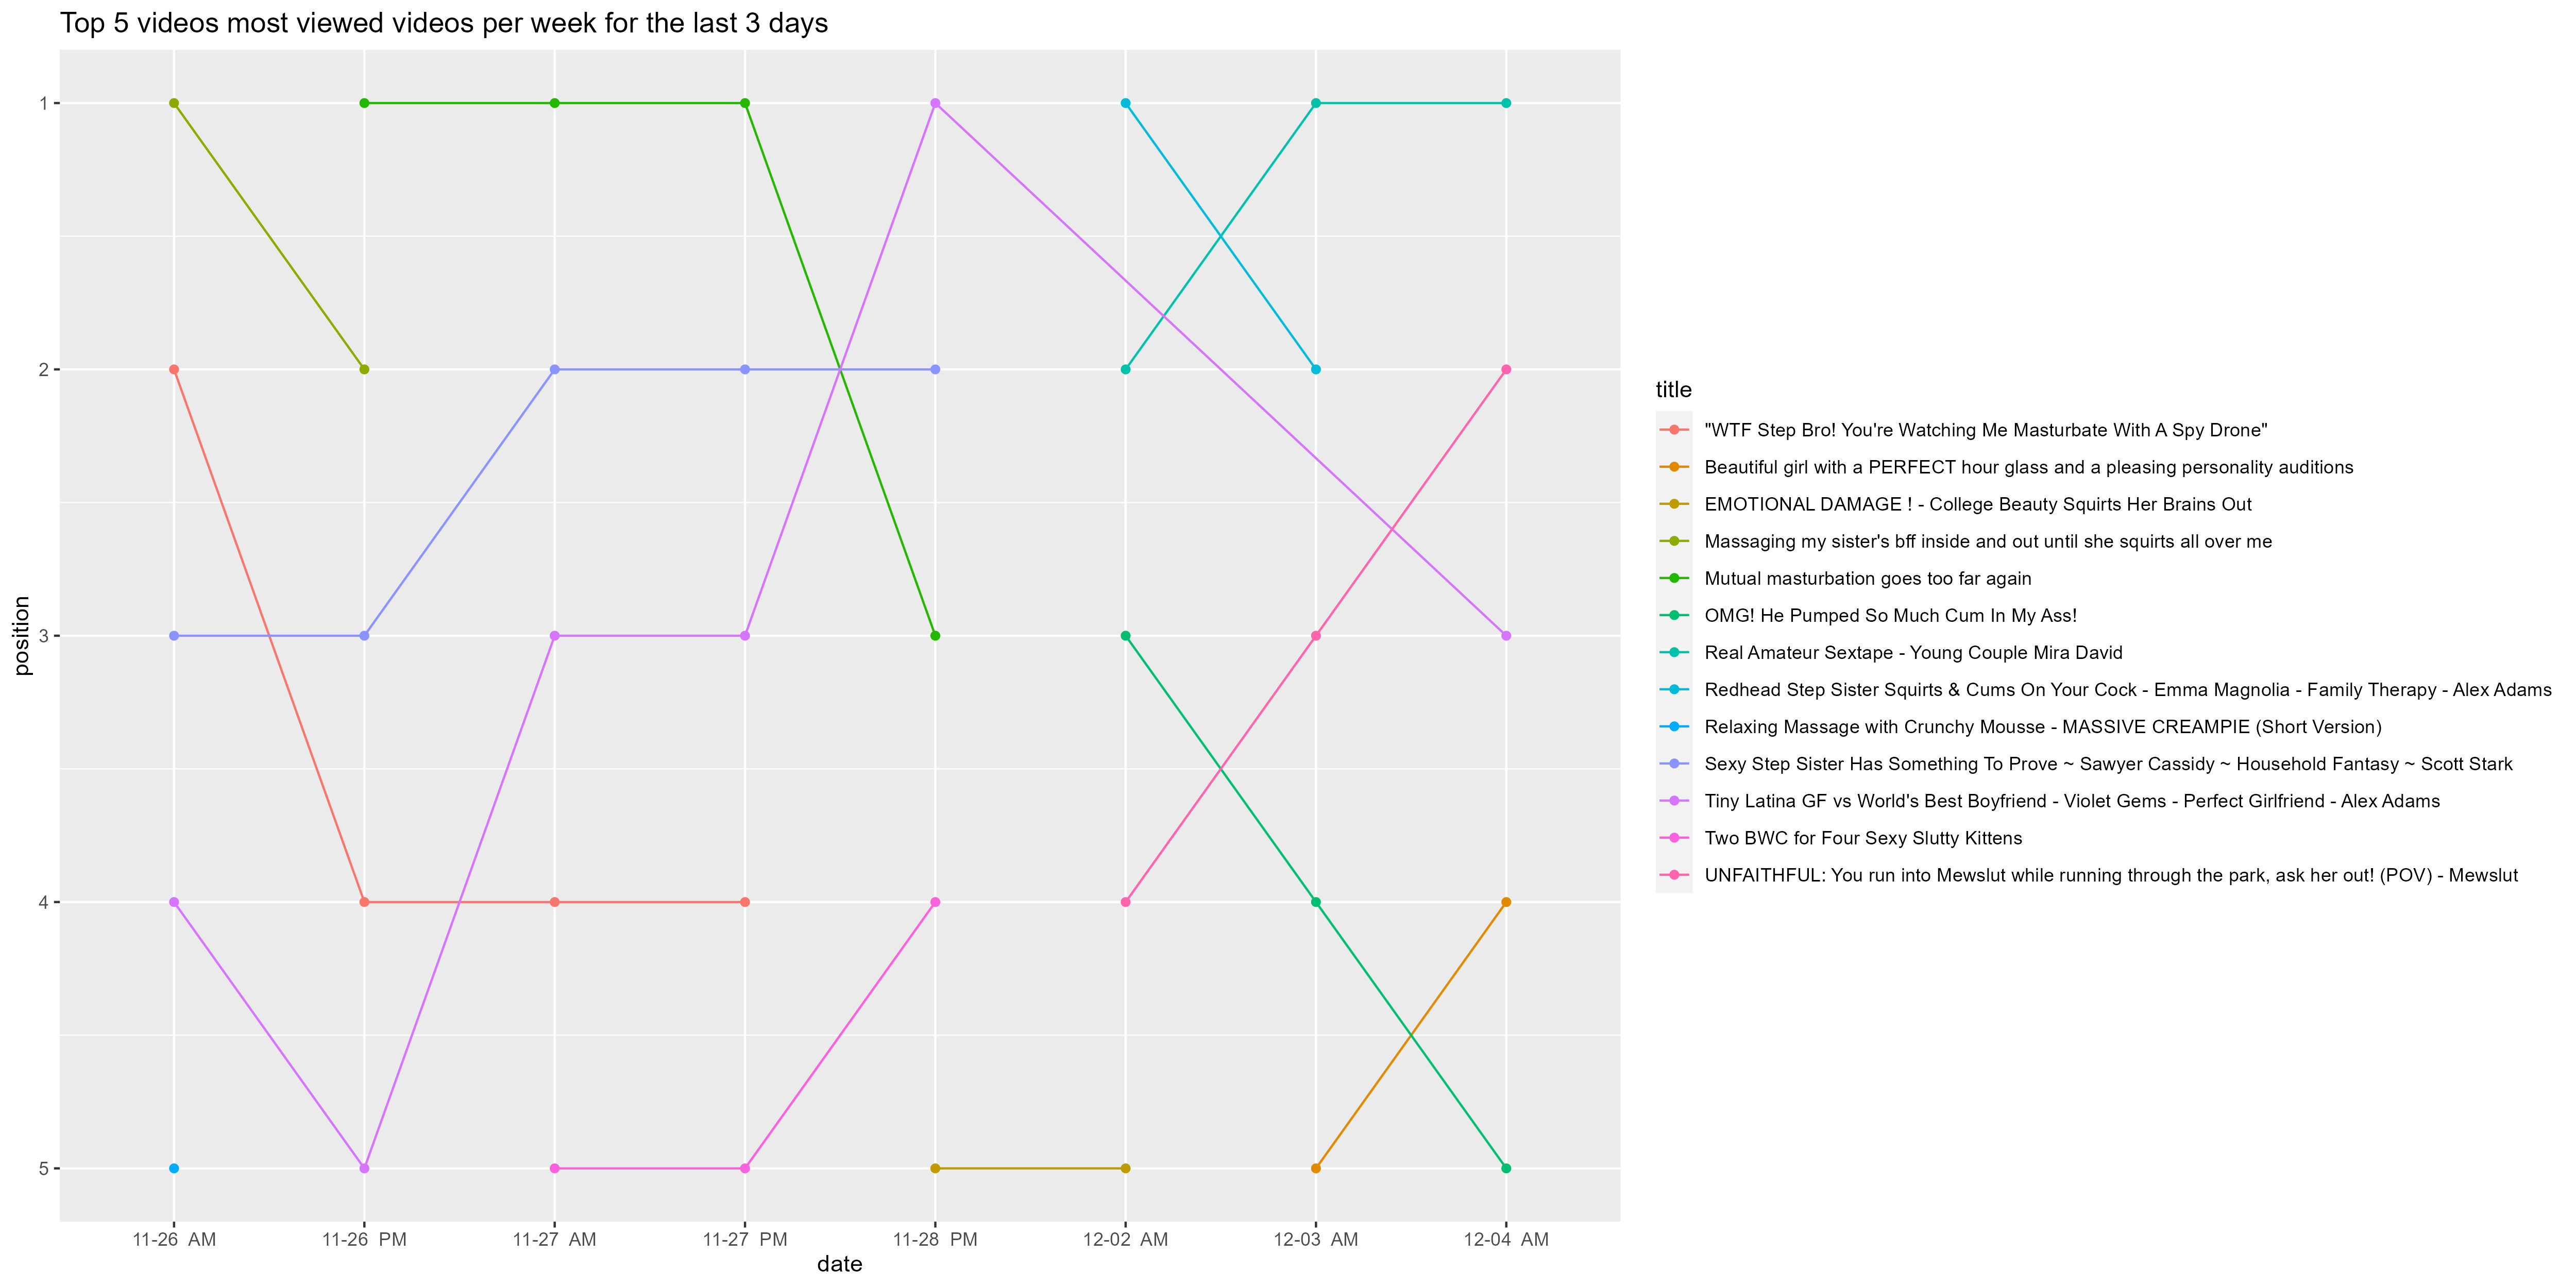 Top 5 videos most viewed videos per week for the last 3 days
position
1
2
3
4
5
11-26 AM
11-26 PM
11-27 AM
11-27 PM
11-28 PM
12-02 AM
12-03 AM
12-04 AM
date
title
"WTF Step Bro! You're Watching Me Masturbate With A Spy Drone"
Beautiful girl with a PERFECT hour glass and a pleasing personality auditions
EMOTIONAL DAMAGE ! - College Beauty Squirts Her Brains Out
Massaging my sister's bff inside and out until she squirts all over me
Mutual masturbation goes too far again
OMG! He Pumped So Much Cum In My Ass!
Real Amateur Sextape - Young Couple Mira David
Redhead Step Sister Squirts & Cums On Your Cock - Emma Magnolia - Family Therapy - Alex Adams
Relaxing Massage with Crunchy Mousse - MASSIVE CREAMPIE (Short Version)
Sexy Step Sister Has Something To Prove ~ Sawyer Cassidy ~ Household Fantasy ~ Scott Stark
Tiny Latina GF vs World's Best Boyfriend - Violet Gems - Perfect Girlfriend - Alex Adams
Two BWC for Four Sexy Slutty Kittens
UNFAITHFUL: You run into Mewslut while running through the park, ask her out! (POV) - Mewslut